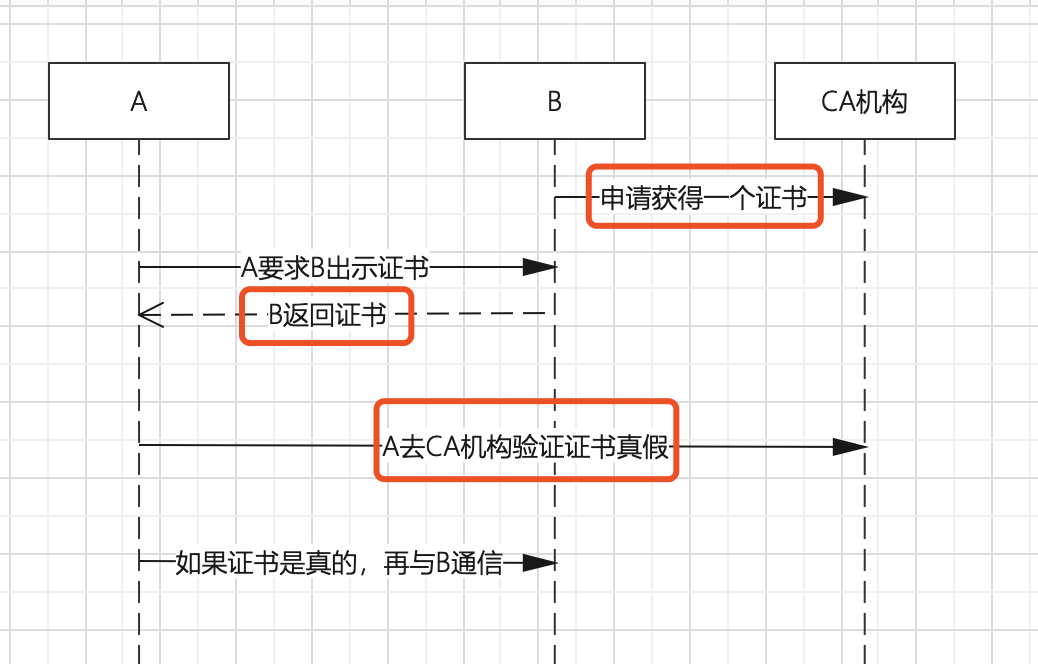 A
B
CA机构
申请获得一个证书
A要求B出示证书
B返回证书
A去CA机构验证证书真假
如果证书是真的，再与B通信